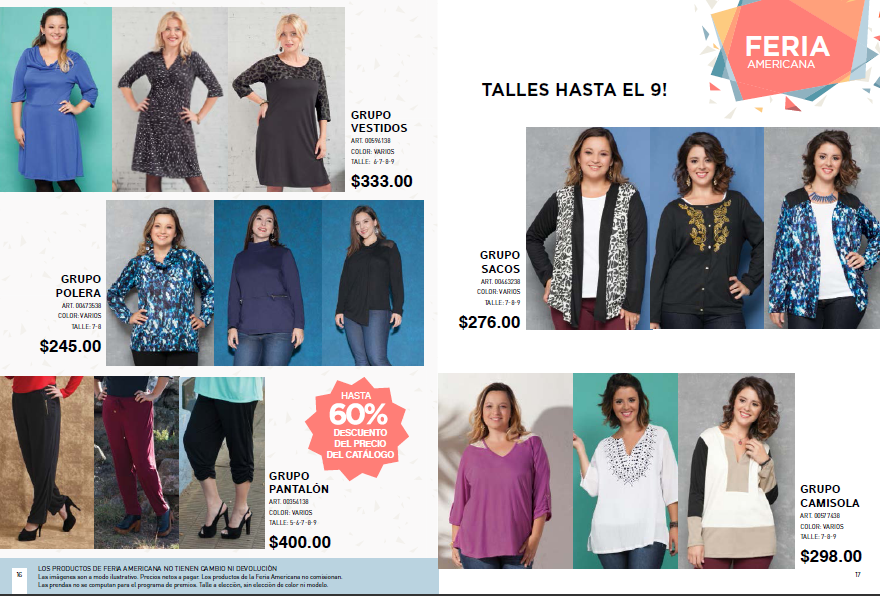 GRUPO
VESTIDOS
ART. 00596138
COLOR: VARIOS
TALLE: 6-7-8-9
$333.00
GRUPO
POLERA
ART. 00673538
COLOR: VARIOS
TALLE: 7-8
$245.00
HASTA
60%
DESCUENTO
DEL PRECIO
DEL CATÁLOGO
GRUPO
PANTALÓN
ART. 00356138
COLOR: VARIOS
TALLE: 5-6-7-8-9
$400.00
16
LOS PRODUCTOS DE FERIA AMERICANA NO TIENEN CAMBIO NI DEVOLUCIÓN
Las imágenes son a modo ilustrativo. Precios netos a pagar. Los productos de la Feria Americana no comisionan.
Las prendas no se computan para el programa de premios. Talle a elección, sin elección de color ni modelo.
FERIA
AMERICANA
TALLES HASTA EL 9!
GRUPO
SACOS
ART. 00663238
COLOR: VARIOS
TALLE: 7-8-9
$276.00
GRUPO
CAMISOLA
ART. 00577638
COLOR: VARIOS
TALLE: 7-8-9
$298.00
17